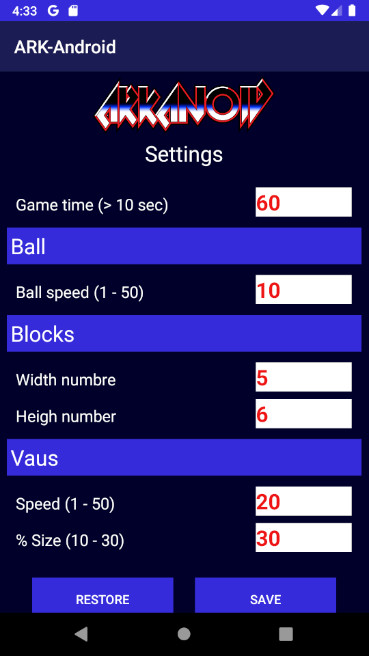 4:33 G
ARK-Android
ARKANOID
Settings
Game time (> 10 sec) 60
Ball
Ball speed (1 - 50) 10
Blocks
Width numbre 5
Heigh number 6
Vaus
Speed (1 - 50) 20
% Size (10 - 30) 30
RESTORE SAVE